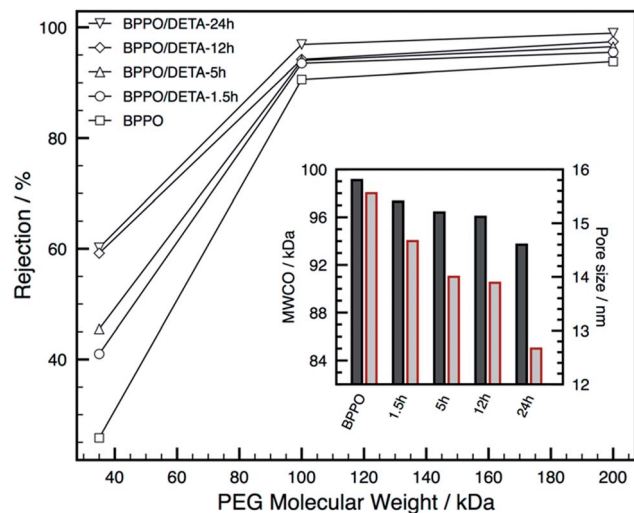 100
80
60
40
Rejection / %
BPPO/DETA-24h
BPPO/DETA-12h
BPPO/DETA-5h
BPPO/DETA-1.5h
BPPO
100
96
92
88
84
MWCO / kDa
16
15
14
13
12
Pore size / nm
BPPO
1.5h
5h
12h
24h
40 60 80 100 120 140 160 180 200
PEG Molecular Weight / kDa